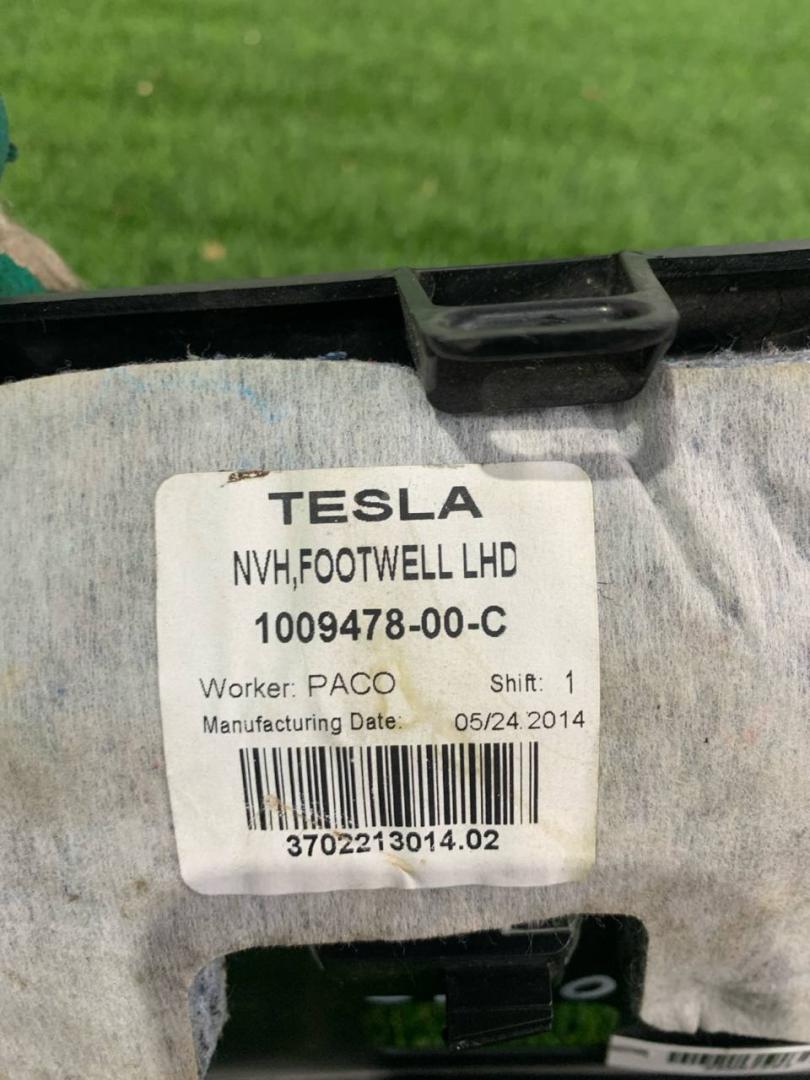 TESLA
NVH,FOOTWELL LHD
1009478-00-C
Worker: PACO Shift: 1
Manufacturing Date: 05/24.2014
3702213014.02